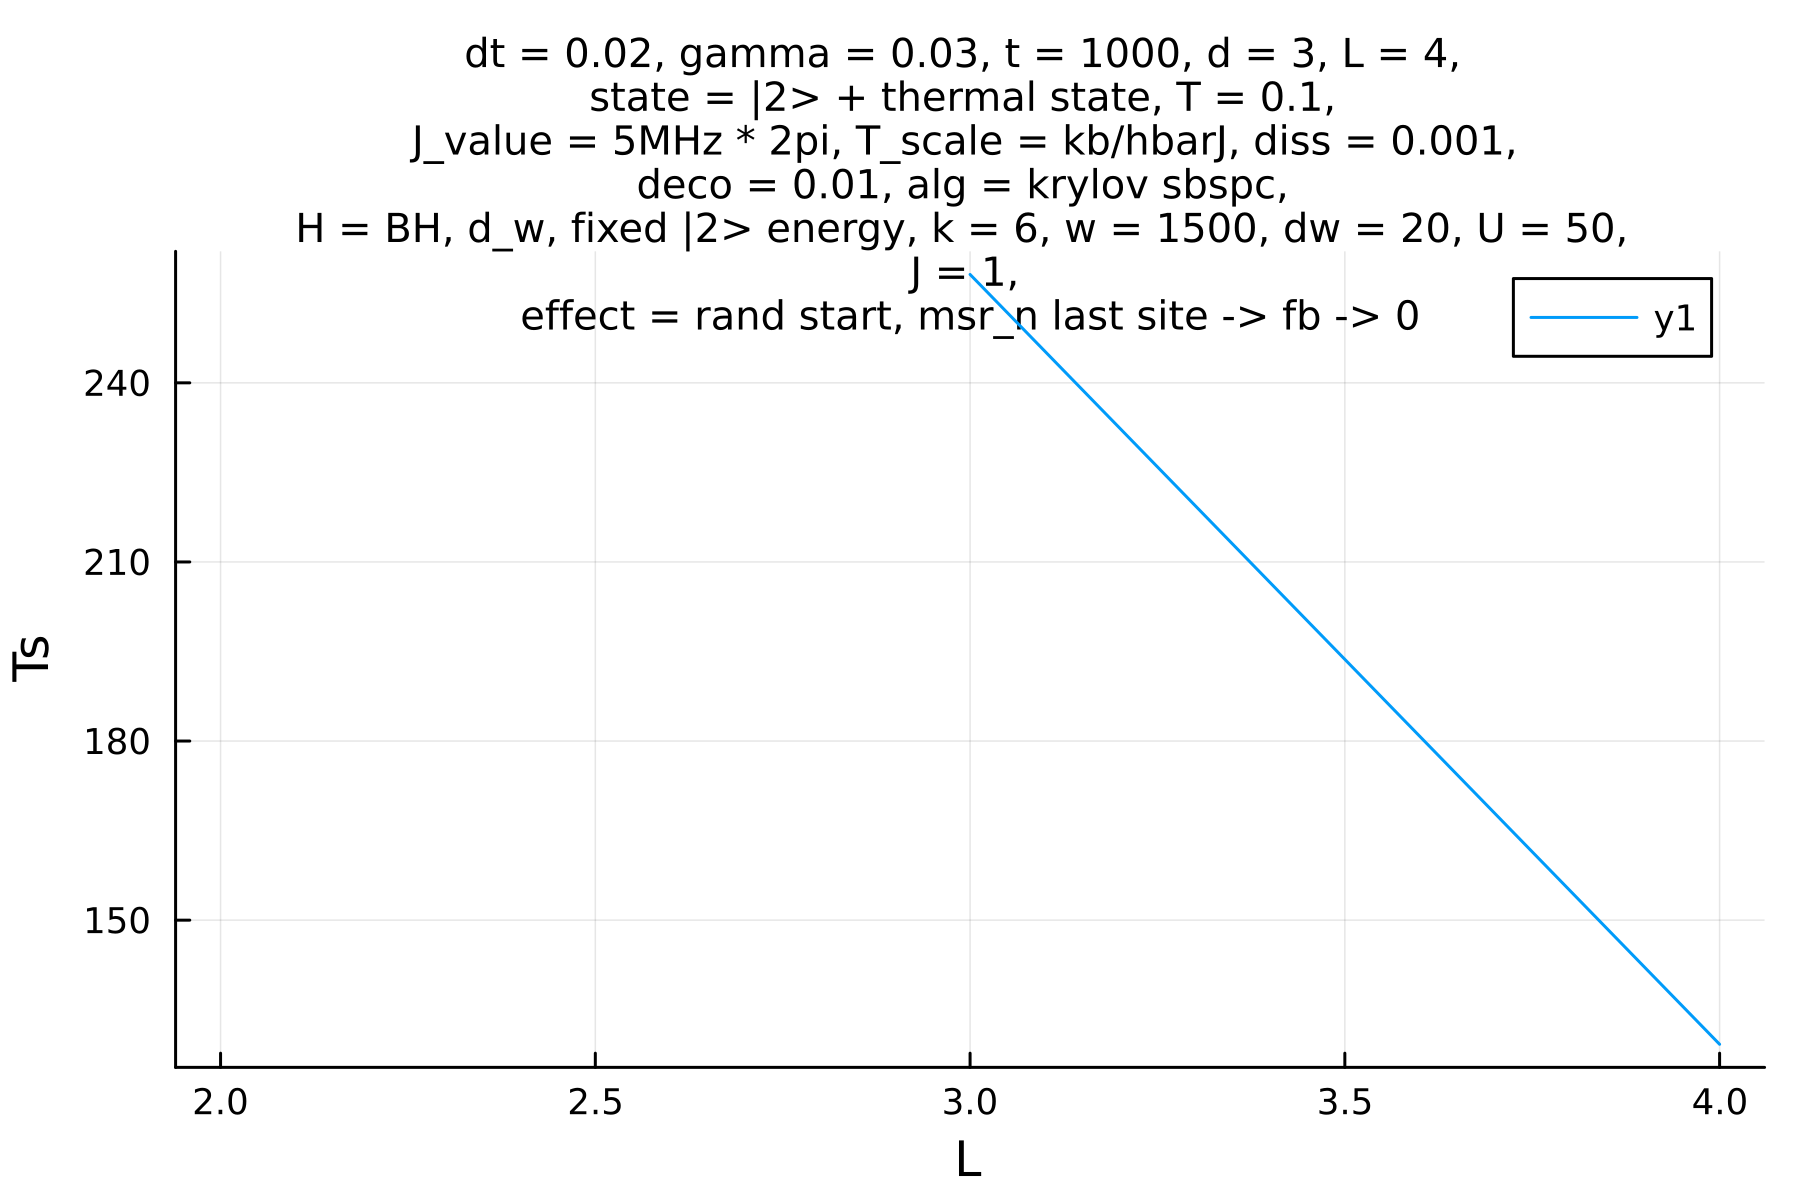 dt = 0.02, gamma = 0.03, t = 1000, d = 3, L = 4,
state = |2> + thermal state, T = 0.1,
J_value = 5MHz * 2pi, T_scale = kb/hbarJ, diss = 0.001,
deco = 0.01, alg = krylov sbspc,
H = BH, d_w, fixed |2> energy, k = 6, w = 1500, dw = 20, U = 50,
J = 1,
effect = rand start, msr_n last site -> fb -> 0
y1
240
210
180
150
Ts
2.0 2.5 3.0 3.5 4.0
L